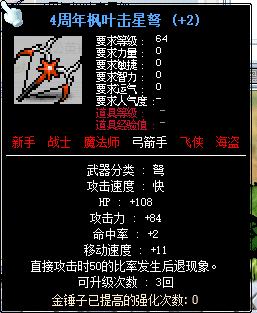 4周年枫叶击星弩 (+2)
要求等级 : 64
要求力量 : 0
要求敏捷 : 0
要求智力 : 0
要求运气 : 0
要求人气度 : -
道具等级 : -
道具经验值 : -
新手 战士 魔法师 弓箭手 飞侠 海盗
武器分类 : 弩
攻击速度 : 快
HP : +108
攻击力 : +84
命中率 : +2
移动速度 : +11
直接攻击时50的比率发生后退现象。
可升级次数 : 3回
金锤子已提高的强化次数: 0